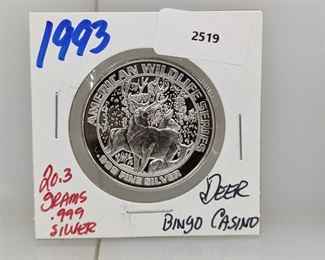 1993
2519
AMERICAN WILDLIFE SERIES
.999 FINE SILVER
20.3
GRAMS
.999
SILVER
DEER
BINGO CASINO